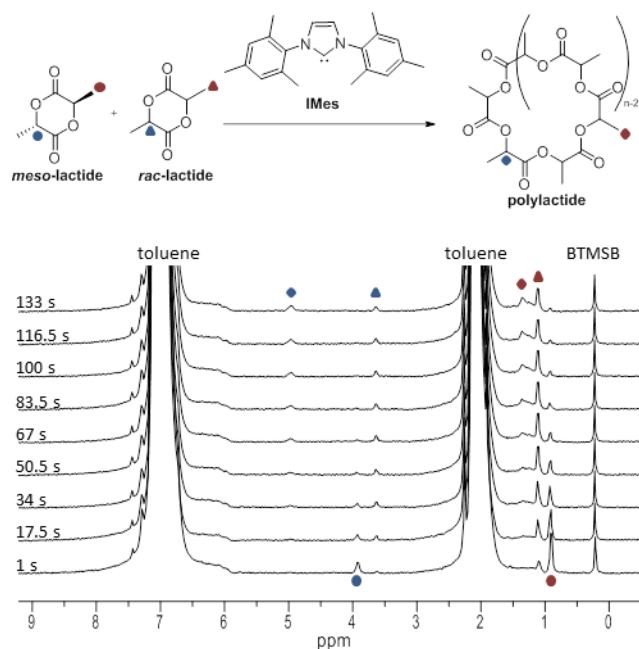 O
O
O
O
+
meso-lactide
O
O
O
O
rac-lactide
N
N
IMes
O
O
O
O
O
O
O
O
O
O
O
O
n-2
polylactide
toluene
toluene
BTMSB
133 s
116.5 s
100 s
83.5 s
67 s
50.5 s
34 s
17.5 s
1 s
9 8 7 6 5 4 3 2 1 0
ppm